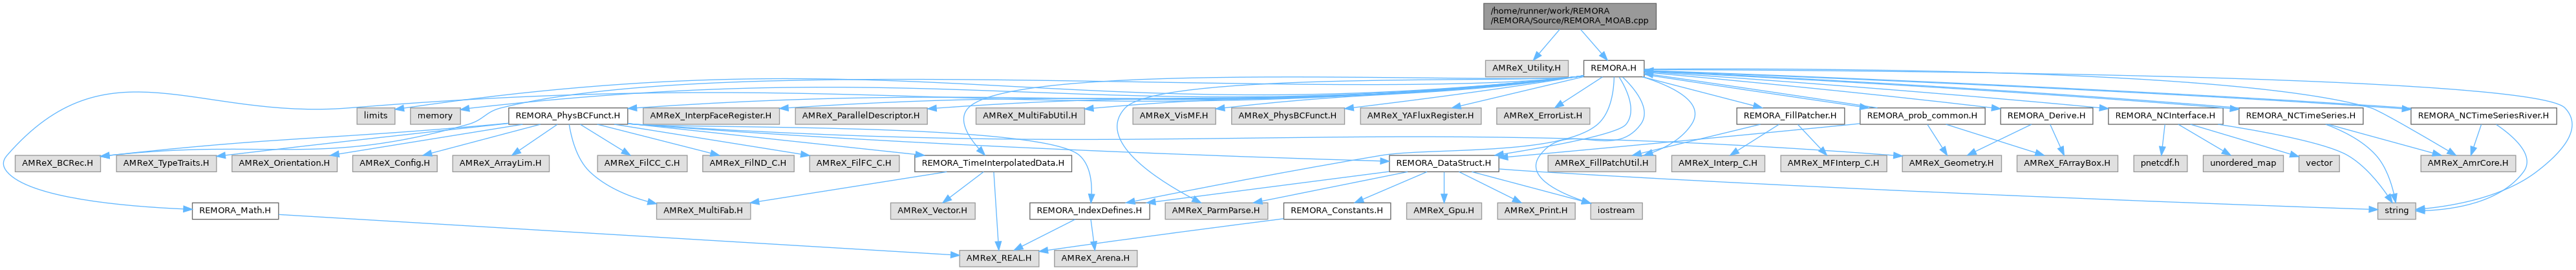 /home/runner/work/REMORA
/REMORA/Source/REMORA_MOAB.cpp
AMReX_Utility.H
REMORA.H
limits
memory
REMORA_PhysBCFunct.H
AMReX_InterpFaceRegister.H
AMReX_ParallelDescriptor.H
AMReX_MultiFabUtil.H
AMReX_VisMF.H
AMReX_PhysBCFunct.H
AMReX_YAFluxRegister.H
AMReX_ErrorList.H
REMORA_FillPatcher.H
REMORA_prob_common.H
REMORA_Derive.H
REMORA_NCInterface.H
REMORA_NCTimeSeries.H
REMORA_NCTimeSeriesRiver.H
AMReX_BCRec.H
AMReX_TypeTraits.H
AMReX_Orientation.H
AMReX_Config.H
AMReX_ArrayLim.H
AMReX_FilCC_C.H
AMReX_FilND_C.H
AMReX_FilFC_C.H
REMORA_TimeInterpolatedData.H
REMORA_DataStruct.H
AMReX_FillPatchUtil.H
AMReX_Interp_C.H
AMReX_MFInterp_C.H
AMReX_Geometry.H
AMReX_FArrayBox.H
pnetcdf.h
unordered_map
vector
AMReX_AmrCore.H
REMORA_Math.H
AMReX_MultiFab.H
AMReX_Vector.H
REMORA_IndexDefines.H
AMReX_ParmParse.H
REMORA_Constants.H
AMReX_Gpu.H
AMReX_Print.H
iostream
string
AMReX_REAL.H
AMReX_Arena.H